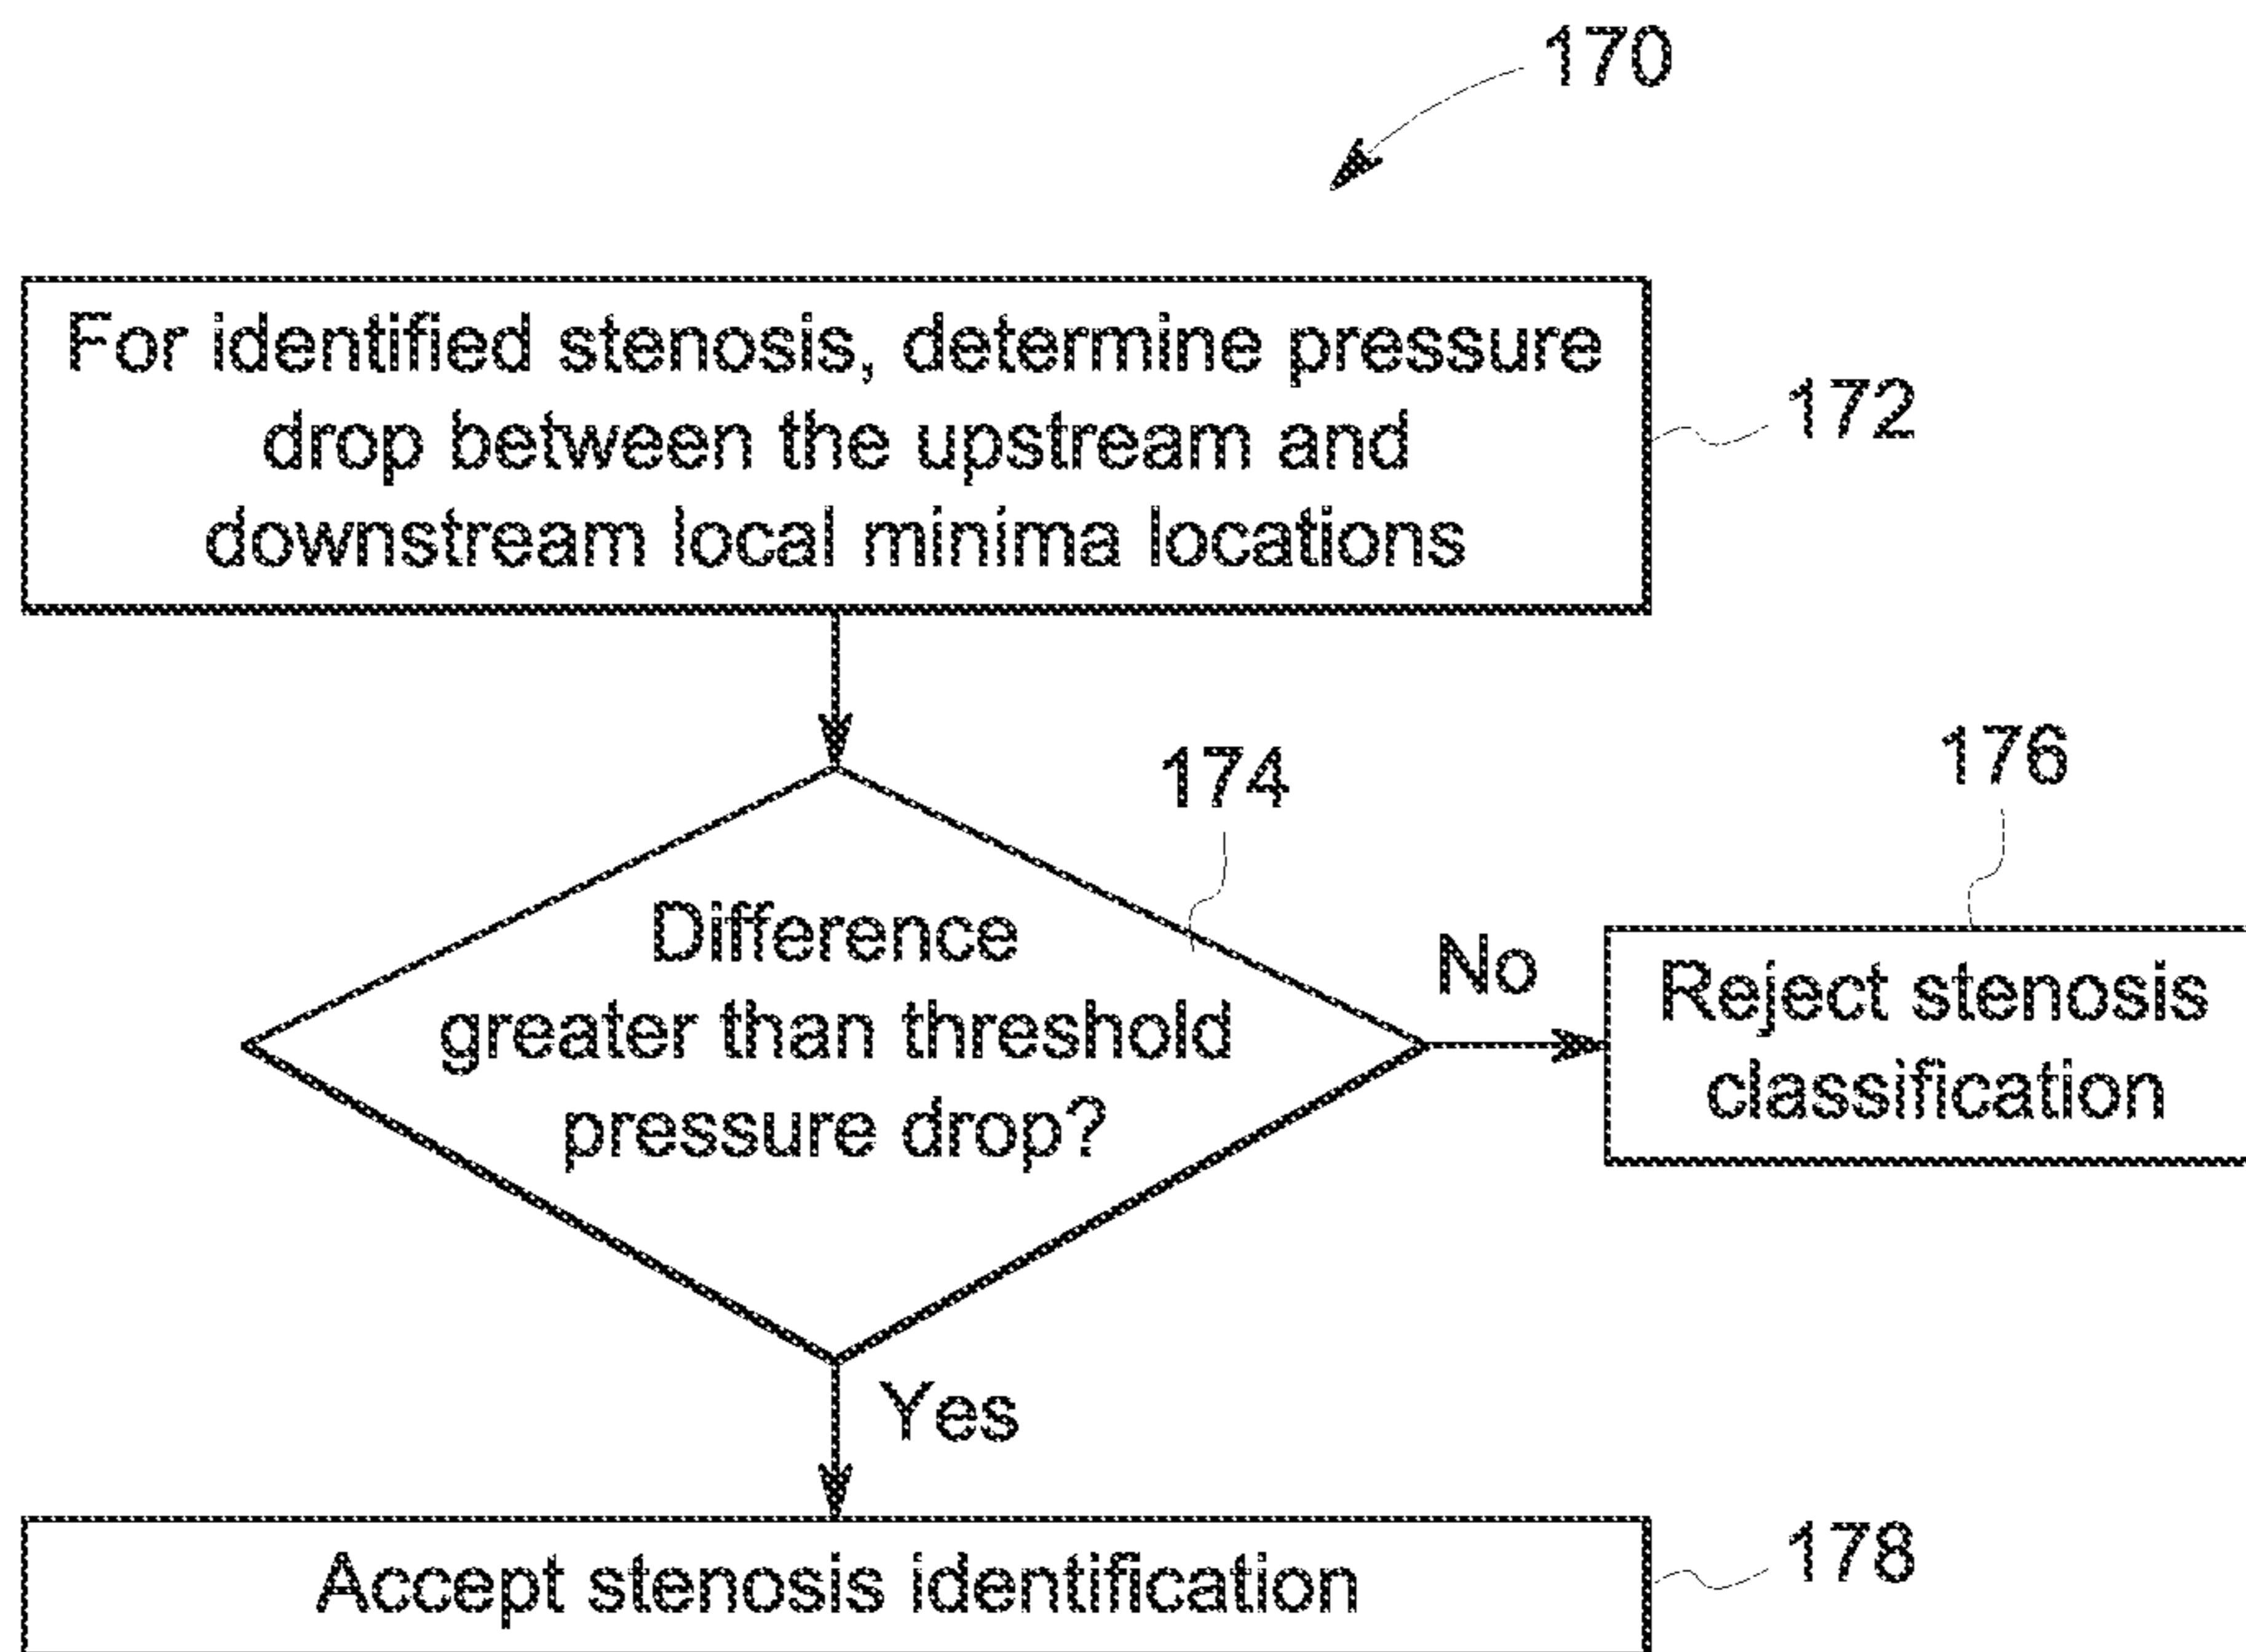 170
For identified stenosis, determine pressure
drop between the upstream and
downstream local minima locations
172
174
176
Difference
greater than threshold
pressure drop?
No
Reject stenosis
classification
Yes
Accept stenosis identification
178